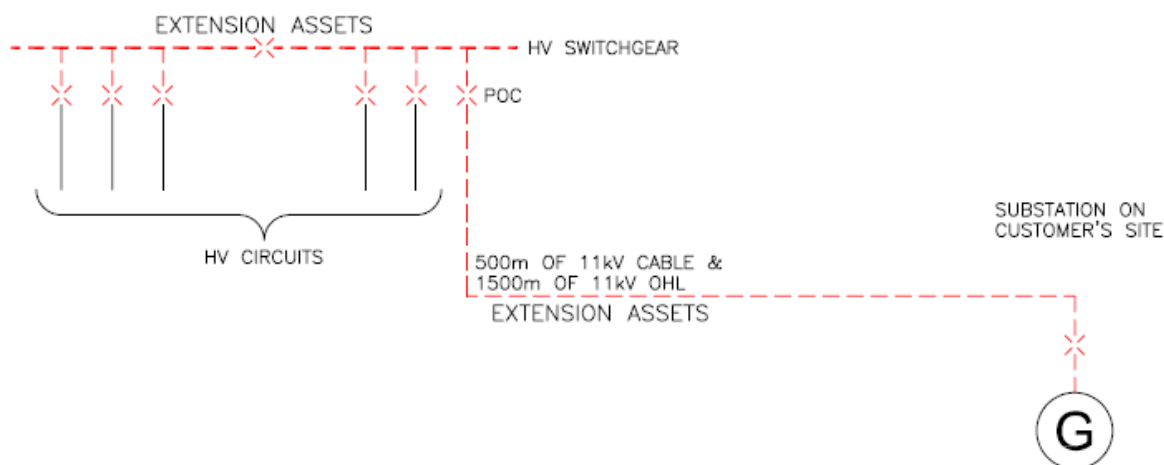 EXTENSION ASSETS
HV SWITCHGEAR
POC
HV CIRCUITS
SUBSTATION ON
CUSTOMER'S SITE
500m OF 11kV CABLE &
1500m OF 11kV OHL
EXTENSION ASSETS
G